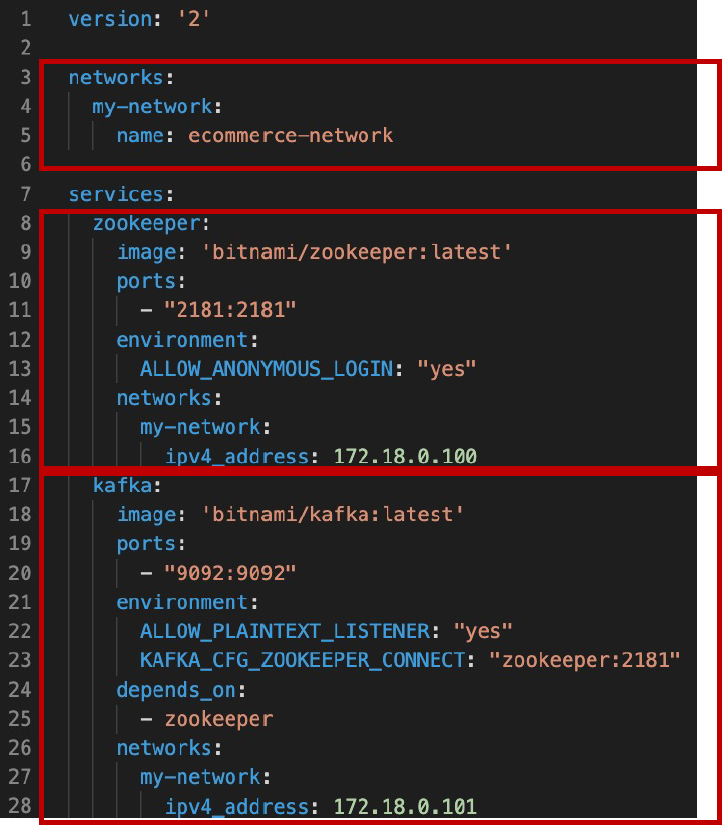 1 version: '2'
2
3 networks:
4   my-network:
5     name: ecommerce-network
6
7 services:
8   zookeeper:
9     image: 'bitnami/zookeeper:latest'
10     ports:
11       - "2181:2181"
12     environment:
13       ALLOW_ANONYMOUS_LOGIN: "yes"
14     networks:
15       my-network:
16         ipv4_address: 172.18.0.100
17   kafka:
18     image: 'bitnami/kafka:latest'
19     ports:
20       - "9092:9092"
21     environment:
22       ALLOW_PLAINTEXT_LISTENER: "yes"
23       KAFKA_CFG_ZOOKEEPER_CONNECT: "zookeeper:2181"
24     depends_on:
25       - zookeeper
26     networks:
27       my-network:
28         ipv4_address: 172.18.0.101